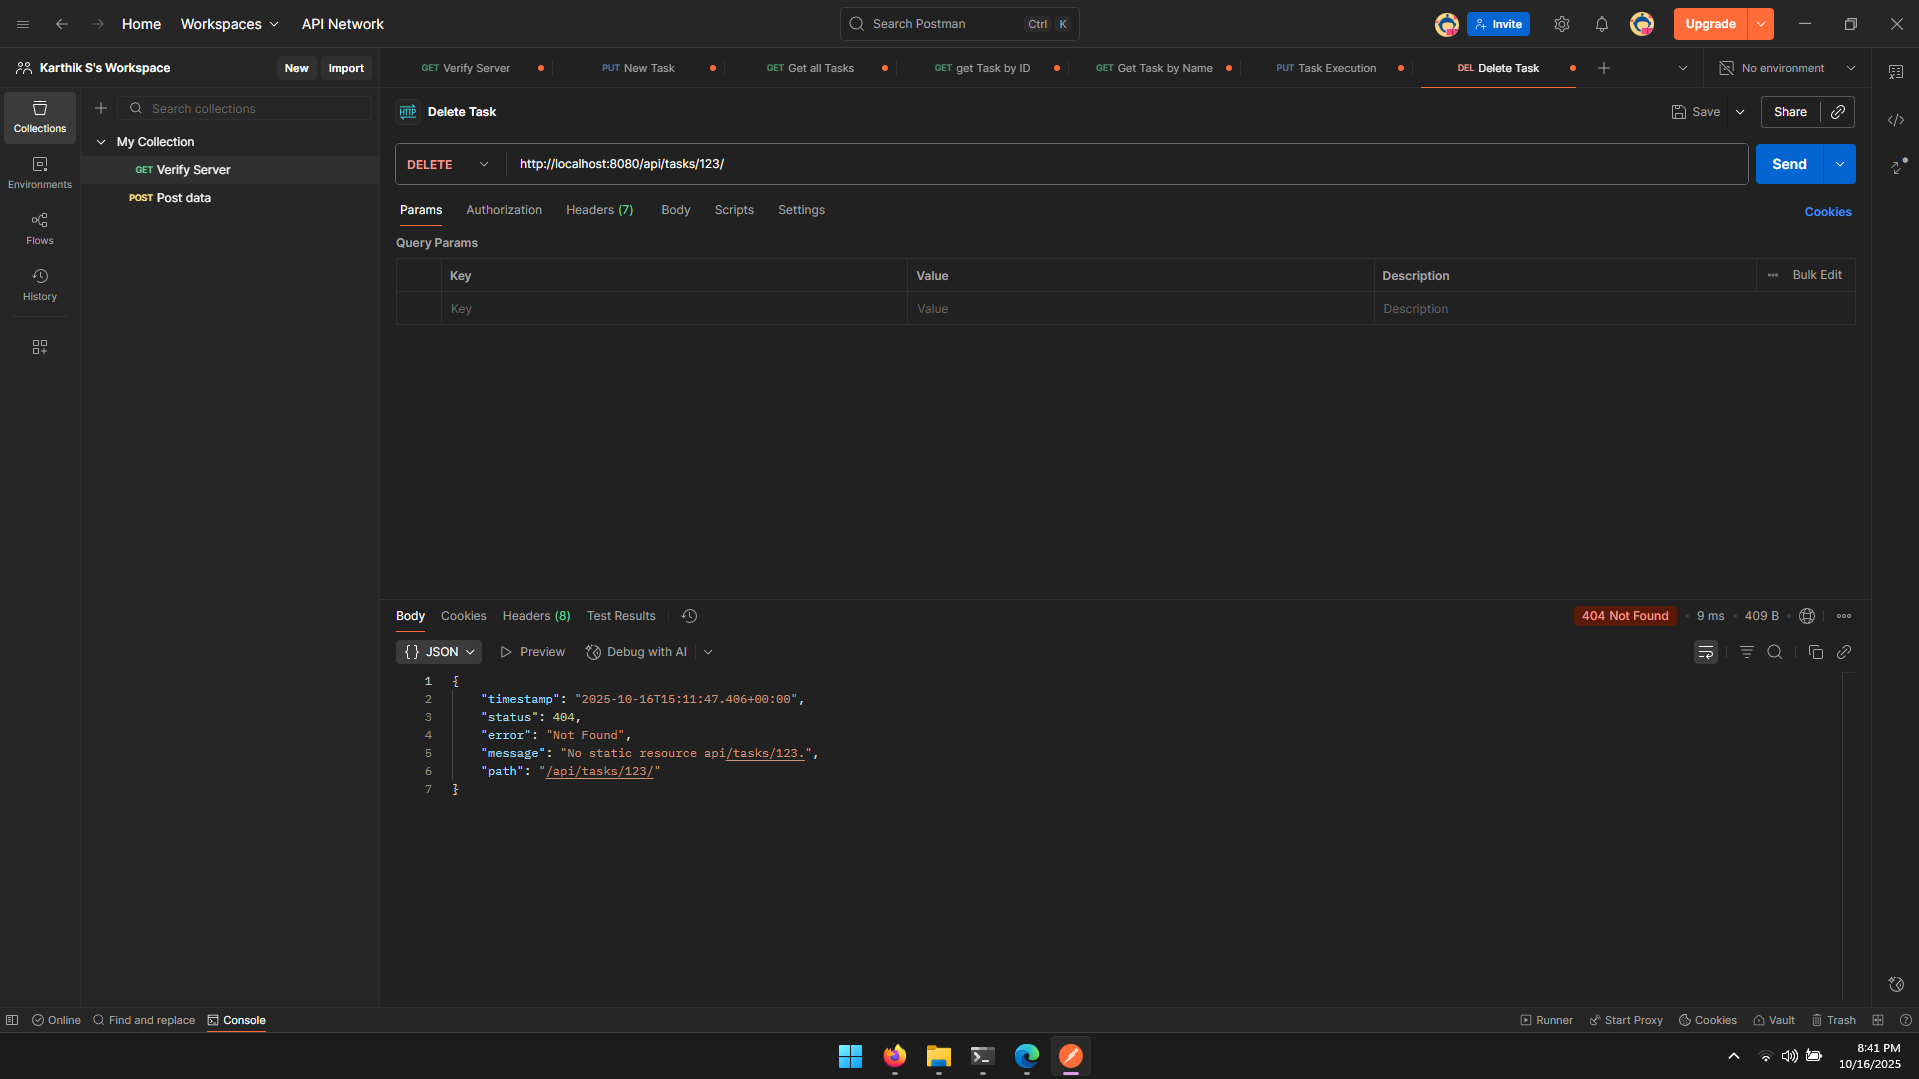 Home
Workspaces
API Network
Search Postman
Ctrl
K
Invite
Upgrade
Karthik S's Workspace
New
Import
GET Verify Server
PUT New Task
GET Get all Tasks
GET get Task by ID
GET Get Task by Name
PUT Task Execution
DEL Delete Task
No environment
Collections
Environments
Flows
History
Search collections
My Collection
GET Verify Server
POST Post data
HTTP
Delete Task
Save
Share
DELETE
http://localhost:8080/api/tasks/123/
Send
Params
Authorization
Headers (7)
Body
Scripts
Settings
Cookies
Query Params
Key
Value
Description
Bulk Edit
Key
Value
Description
Body
Cookies
Headers (8)
Test Results
404 Not Found
9 ms
409 B
{} JSON
Preview
Debug with AI
1 {
2 "timestamp": "2025-10-16T15:11:47.406+00:00",
3 "status": 404,
4 "error": "Not Found",
5 "message": "No static resource api/tasks/123.",
6 "path": "/api/tasks/123/"
7 }
Online
Find and replace
Console
Runner
Start Proxy
Cookies
Vault
Trash
8:41 PM
10/16/2025